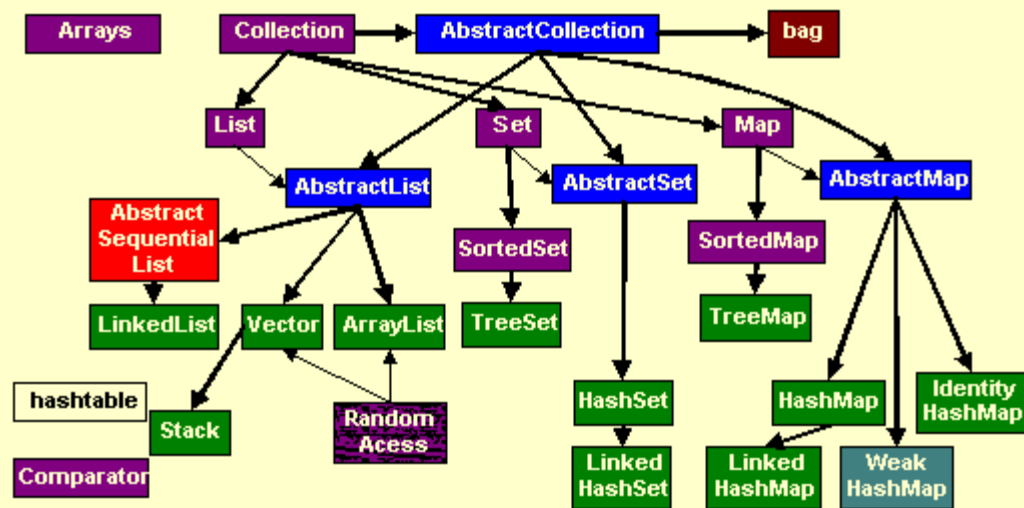 Arrays
Collection
AbstractCollection
bag
List
Set
Map
AbstractList
AbstractSet
AbstractMap
Abstract
Sequential
List
SortedSet
SortedMap
LinkedList
Vector
ArrayList
TreeSet
TreeMap
hashtable
Stack
Random
Acess
HashSet
HashMap
Identity
HashMap
Comparator
Linked
HashSet
Linked
HashMap
Weak
HashMap